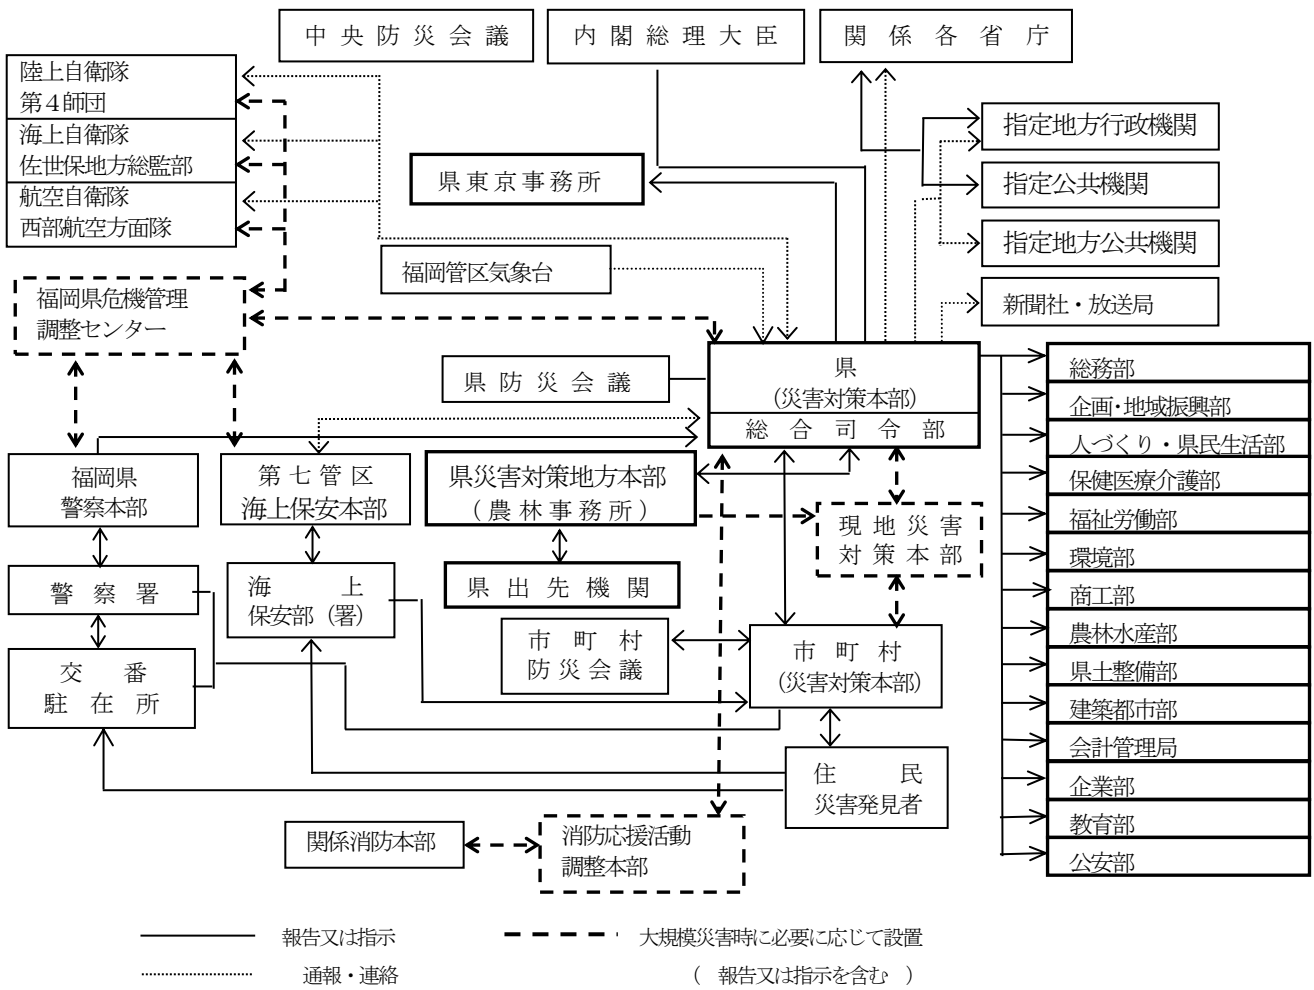 中央防災会議
内閣総理大臣
関係各省庁
陸上自衛隊
第４師団
海上自衛隊
佐世保地方総監部
航空自衛隊
西部航空方面隊
県東京事務所
指定地方行政機関
指定公共機関
指定地方公共機関
新聞社・放送局
福岡管区気象台
福岡県危機管理
調整センター
県防災会議
県
（災害対策本部）
総合司令部
福岡県
警察本部
第七管区
海上保安本部
県災害対策地方本部
（農林事務所）
現地災害
対策本部
警察署
海上
保安部（署）
県出先機関
交番
駐在所
市町村
防災会議
市町村
（災害対策本部）
住民
災害発見者
関係消防本部
消防応援活動
調整本部
総務部
企画・地域振興部
人づくり・県民生活部
保健医療介護部
福祉労働部
環境部
商工部
農林水産部
県土整備部
建築都市部
会計管理局
企業部
教育部
公安部
報告又は指示
大規模災害時に必要に応じて設置
通報・連絡
（　報告又は指示を含む　）